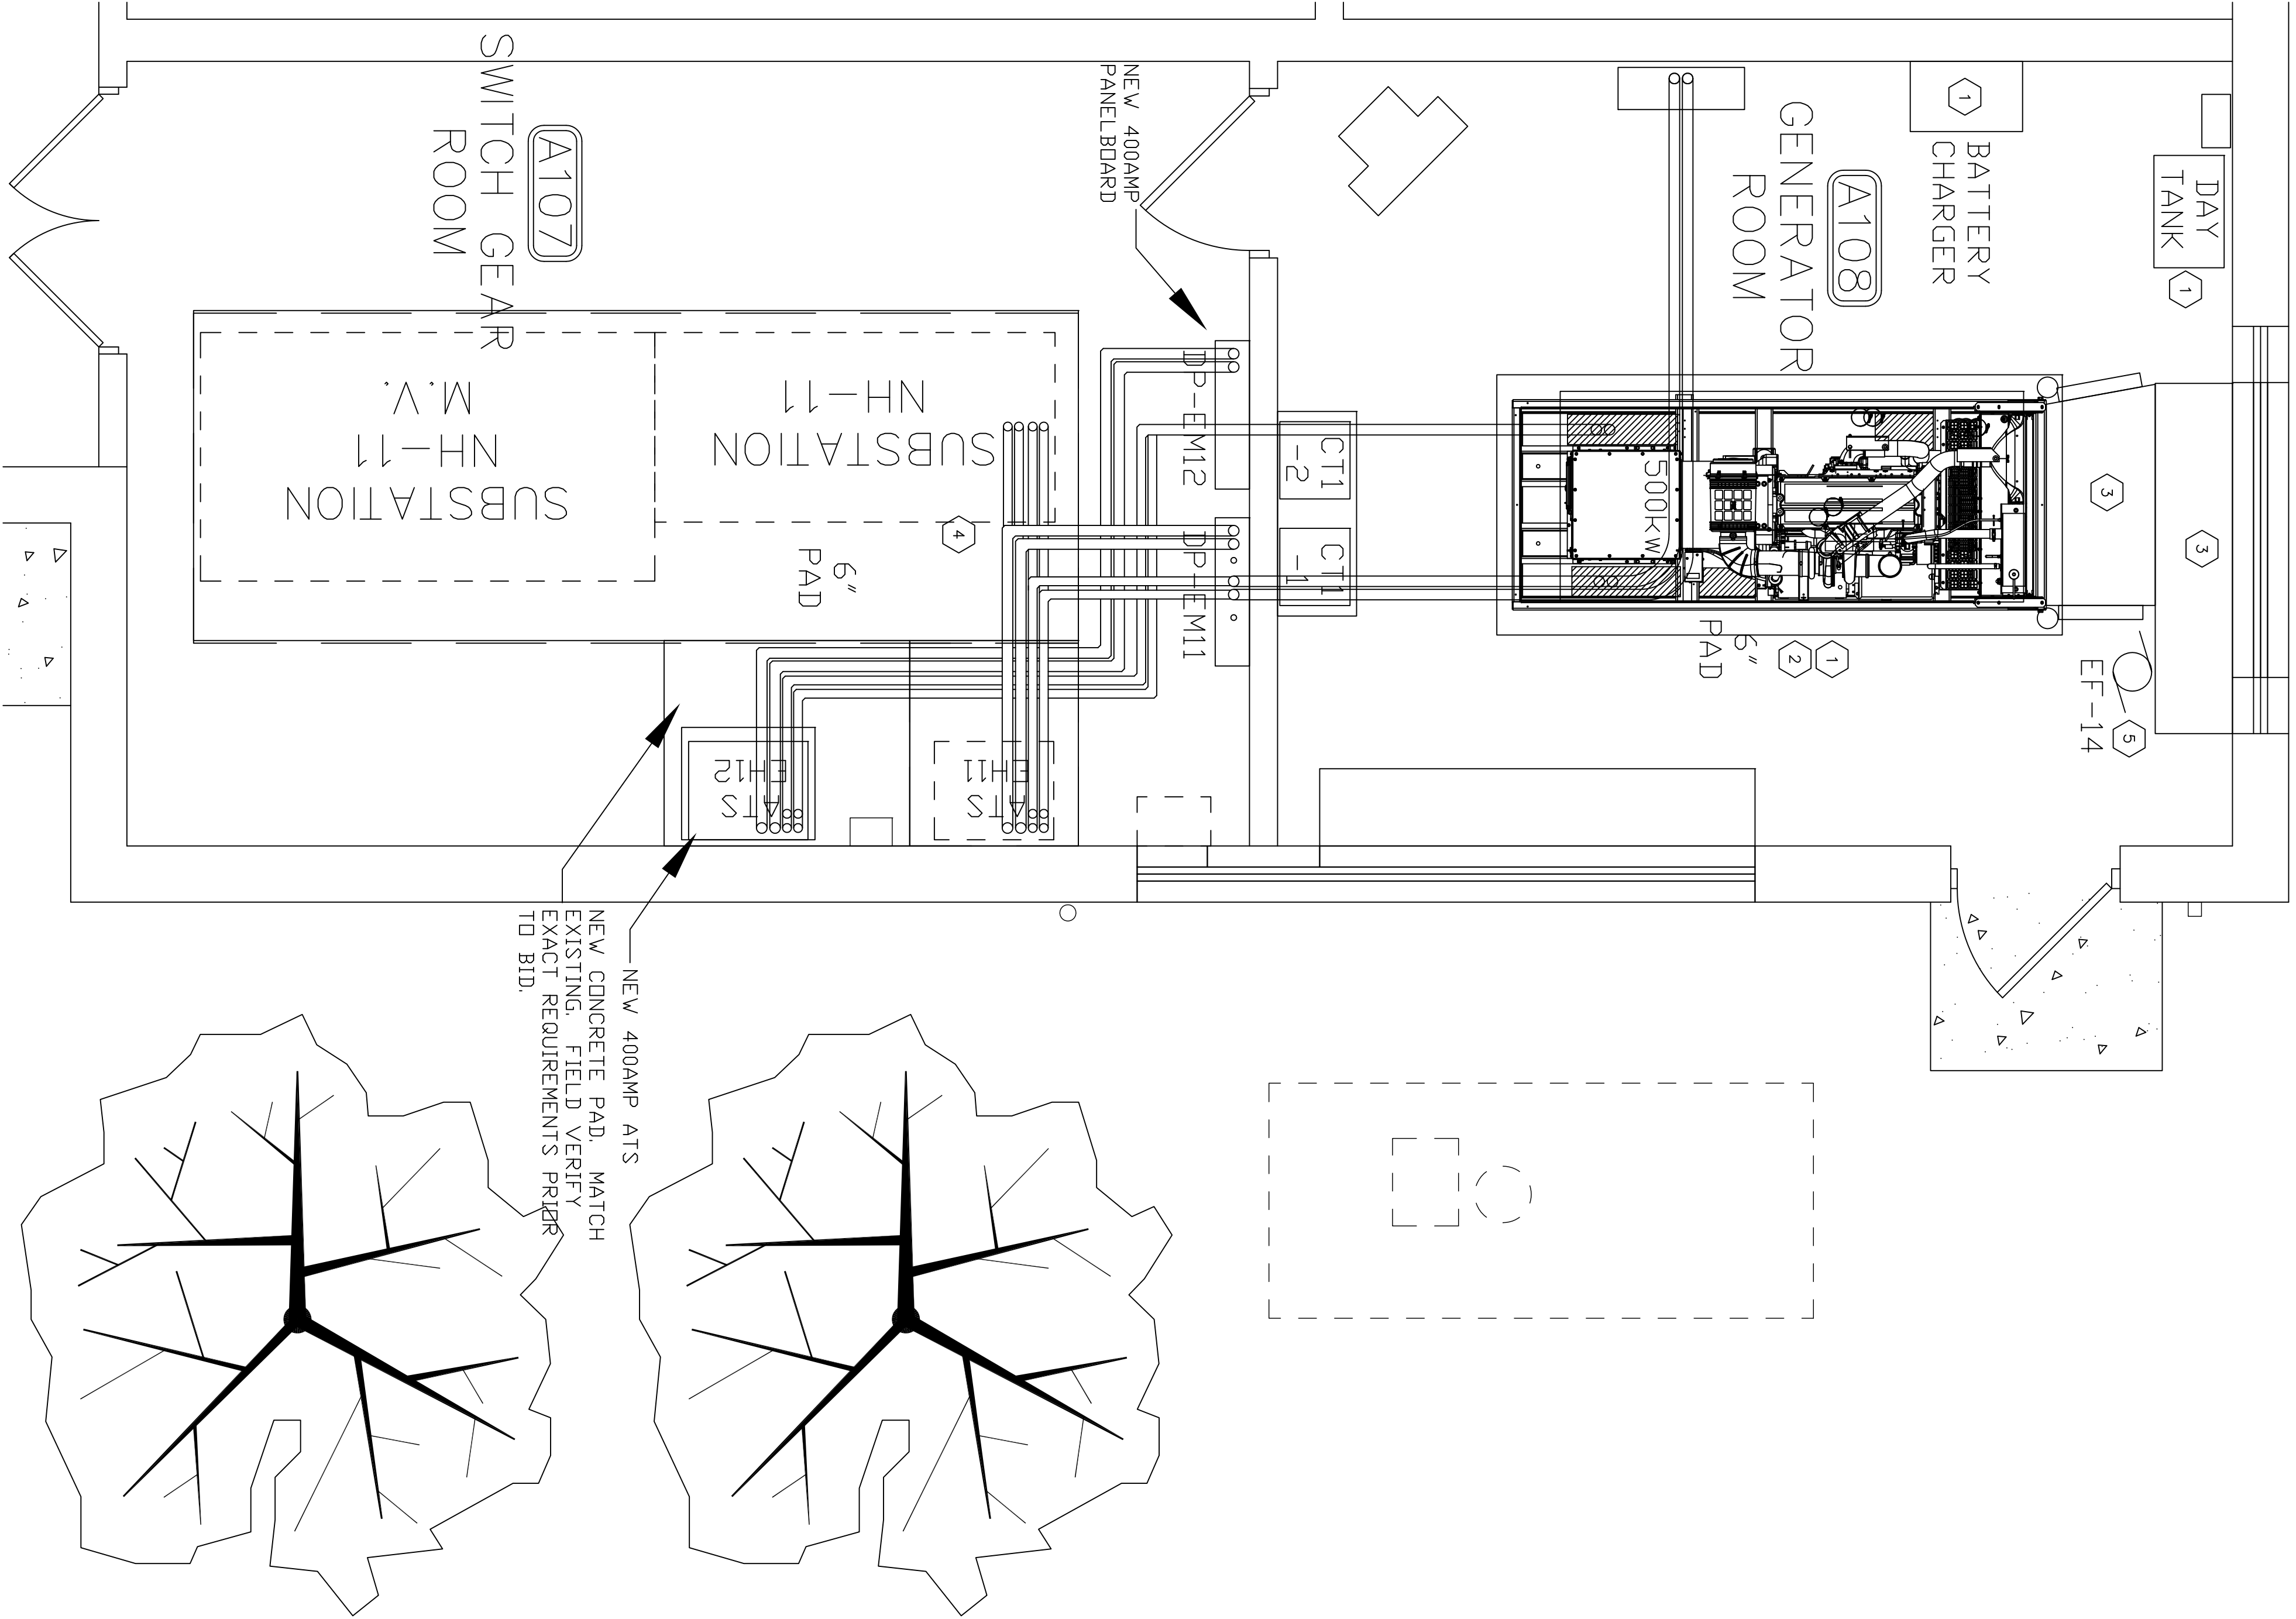 SWITCH GEAR
ROOM
A107
NEW 400AMP
PANELBOARD
GENERATOR
ROOM
A108
1
BATTERY
CHARGER
DAY
TANK
1
SUBSTATION
NH-11
M.V.
SUBSTATION
NH-11
4
6"
PAD
DP-EM12
DP-EM11
CT1
-2
CT1
-1
500KW
3
3
6"
PAD
2
1
EF-14
5
ATS
EH12
ATS
EH11
NEW 400AMP ATS
NEW CONCRETE PAD. MATCH
EXISTING. FIELD VERIFY
EXACT REQUIREMENTS PRIOR
TO BID.